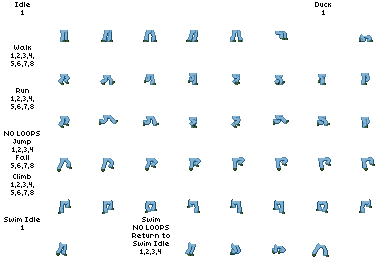 Idle
1
Duck
1
Walk
1,2,3,4,
5,6,7,8
Run
1,2,3,4,
5,6,7,8
NO LOOPS
Jump
1,2,3,4
Fall
5,6,7,8
Climb
1,2,3,4,
5,6,7,8
Swim Idle
1
Swim
NO LOOPS
Return to
Swim Idle
1,2,3,4